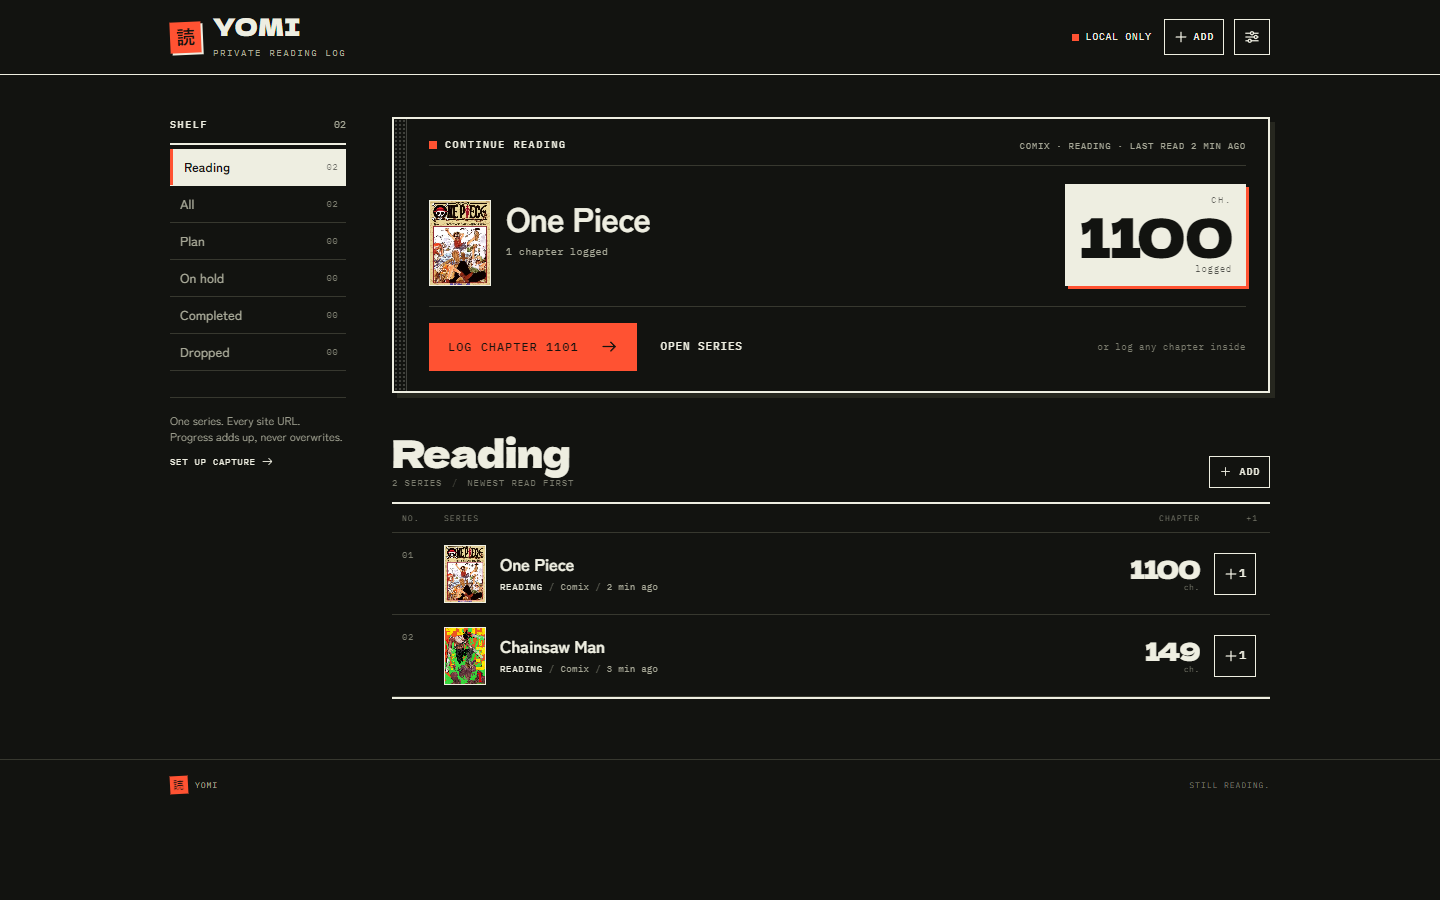 読
YOMI
PRIVATE READING LOG
LOCAL ONLY
+ ADD
SHELF 02
Reading 02
All 02
Plan 00
On hold 00
Completed 00
Dropped 00
One series. Every site URL.
Progress adds up, never overwrites.
SET UP CAPTURE →
CONTINUE READING
COMIX · READING · LAST READ 2 MIN AGO
ONE PIECE
One Piece
1 chapter logged
CH.
1100
logged
LOG CHAPTER 1101 →
OPEN SERIES
or log any chapter inside
Reading
2 SERIES / NEWEST READ FIRST
+ ADD
NO. SERIES CHAPTER +1
01
ONE PIECE
One Piece
READING / Comix / 2 min ago
1100
ch.
+1
02
Chainsaw Man
READING / Comix / 3 min ago
149
ch.
+1
読
YOMI
STILL READING.